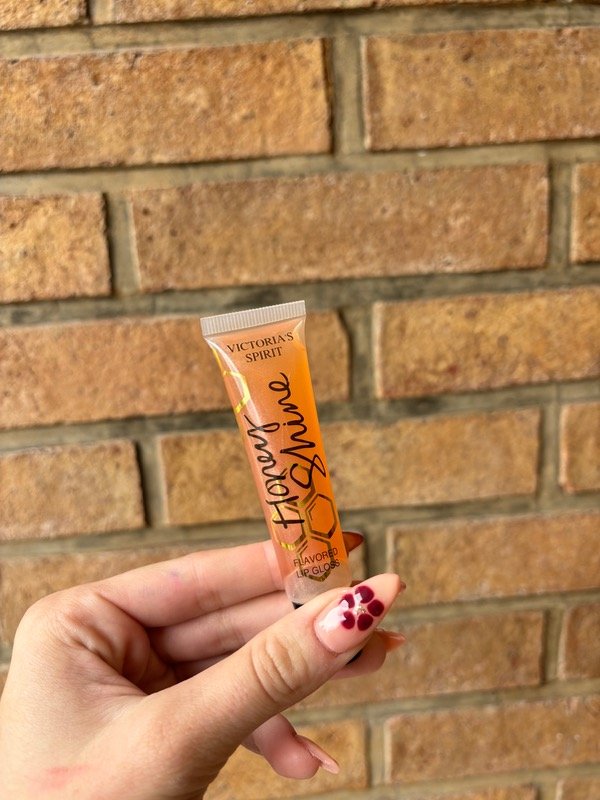 VICTORIA'S
SPIRIT
Honey
Shine
FLAVORED
LIP GLOSS